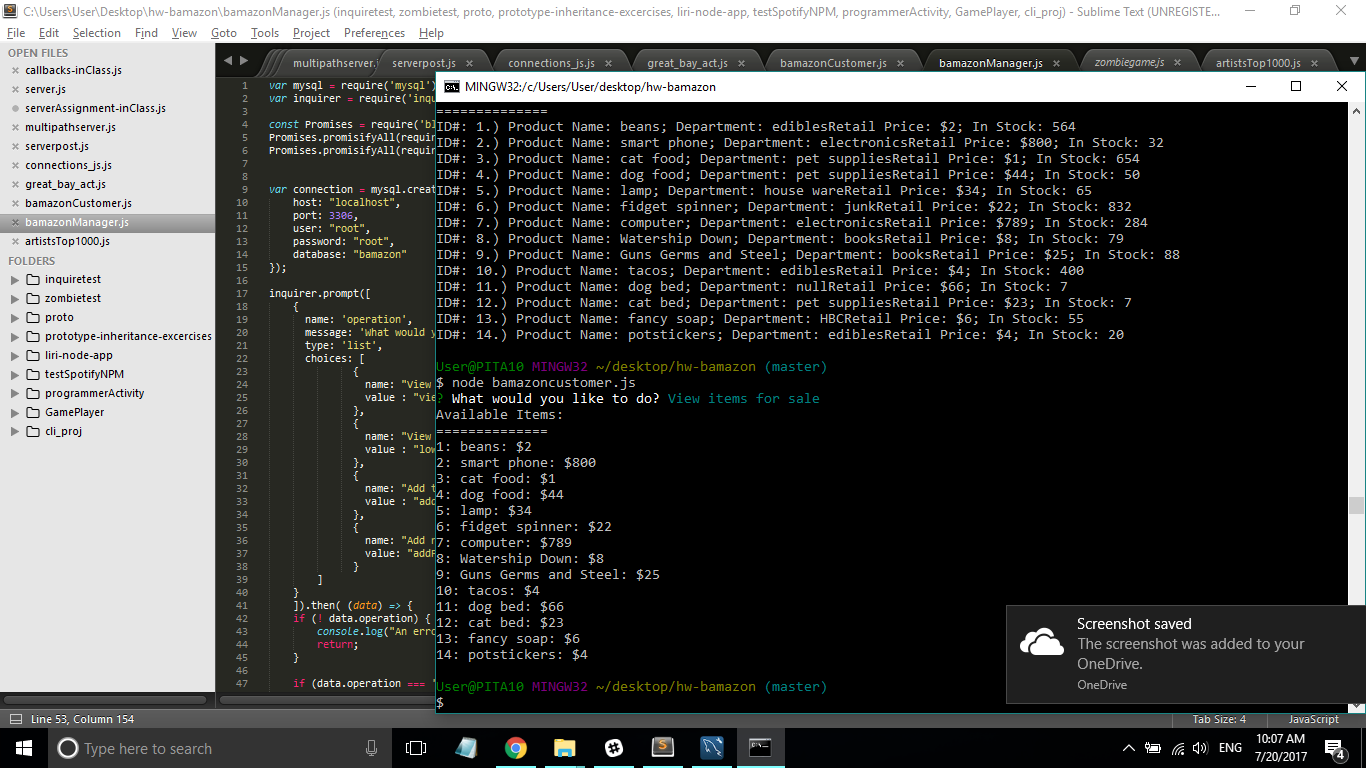 C:\Users\User\Desktop\hw-bamazon\bamazonManager.js (inquiretest, zombietest, proto, prototype-inheritance-excercises, liri-node-app, testSpotifyNPM, programmerActivity, GamePlayer, cli_proj) - Sublime Text (UNREGISTE...
File Edit Selection Find View Goto Tools Project Preferences Help
OPEN FILES
callbacks-inClass.js
server.js
serverAssignment-inClass.js
multipathserver.js
serverpost.js
connections_js.js
great_bay_act.js
bamazonCustomer.js
bamazonManager.js
artistsTop1000.js
FOLDERS
inquiretest
zombietest
proto
prototype-inheritance-excercises
liri-node-app
testSpotifyNPM
programmerActivity
GamePlayer
cli_proj
multipathserver.j serverpost.js connections_js.js great_bay_act.js bamazonCustomer.js bamazonManager.js zombiegame.js artistsTop1000.js
1 var mysql = require('mysql')
2 var inquirer = require('inqu
3
4 const Promises = require('bl
5 Promises.promisifyAll(requir
6 Promises.promisifyAll(requir
7
8
9 var connection = mysql.creat
10 host: "localhost",
11 port: 3306,
12 user: "root",
13 password: "root",
14 database: "bamazon"
15 });
16
17 inquirer.prompt([
18 {
19 name: 'operation',
20 message: 'What would y
21 type: 'list',
22 choices: [
23 {
24 name: "View
25 value : "vie
26 },
27 {
28 name: "View
29 value : "low
30 },
31 {
32 name: "Add t
33 value : "add
34 },
35 {
36 name: "Add n
37 value: "addP
38 }
39 ]
40 }
41 ]).then( (data) => {
42 if (! data.operation) {
43 console.log("An erro
44 return;
45 }
46
47 if (data.operation === '
MINGW32:/c/Users/User/desktop/hw-bamazon
==============
ID#: 1.) Product Name: beans; Department: ediblesRetail Price: $2; In Stock: 564
ID#: 2.) Product Name: smart phone; Department: electronicsRetail Price: $800; In Stock: 32
ID#: 3.) Product Name: cat food; Department: pet suppliesRetail Price: $1; In Stock: 654
ID#: 4.) Product Name: dog food; Department: pet suppliesRetail Price: $44; In Stock: 50
ID#: 5.) Product Name: lamp; Department: house wareRetail Price: $34; In Stock: 65
ID#: 6.) Product Name: fidget spinner; Department: junkRetail Price: $22; In Stock: 832
ID#: 7.) Product Name: computer; Department: electronicsRetail Price: $789; In Stock: 284
ID#: 8.) Product Name: Watership Down; Department: booksRetail Price: $8; In Stock: 79
ID#: 9.) Product Name: Guns Germs and Steel; Department: booksRetail Price: $25; In Stock: 88
ID#: 10.) Product Name: tacos; Department: ediblesRetail Price: $4; In Stock: 400
ID#: 11.) Product Name: dog bed; Department: nullRetail Price: $66; In Stock: 7
ID#: 12.) Product Name: cat bed; Department: pet suppliesRetail Price: $23; In Stock: 7
ID#: 13.) Product Name: fancy soap; Department: HBCRetail Price: $6; In Stock: 55
ID#: 14.) Product Name: potstickers; Department: ediblesRetail Price: $4; In Stock: 20
User@PITA10 MINGW32 ~/desktop/hw-bamazon (master)
$ node bamazoncustomer.js
? What would you like to do? View items for sale
Available Items:
==============
1: beans: $2
2: smart phone: $800
3: cat food: $1
4: dog food: $44
5: lamp: $34
6: fidget spinner: $22
7: computer: $789
8: Watership Down: $8
9: Guns Germs and Steel: $25
10: tacos: $4
11: dog bed: $66
12: cat bed: $23
13: fancy soap: $6
14: potstickers: $4
User@PITA10 MINGW32 ~/desktop/hw-bamazon (master)
$
Screenshot saved
The screenshot was added to your
OneDrive.
OneDrive
Line 53, Column 154
Tab Size: 4 JavaScript
Type here to search
ENG
10:07 AM
7/20/2017
4